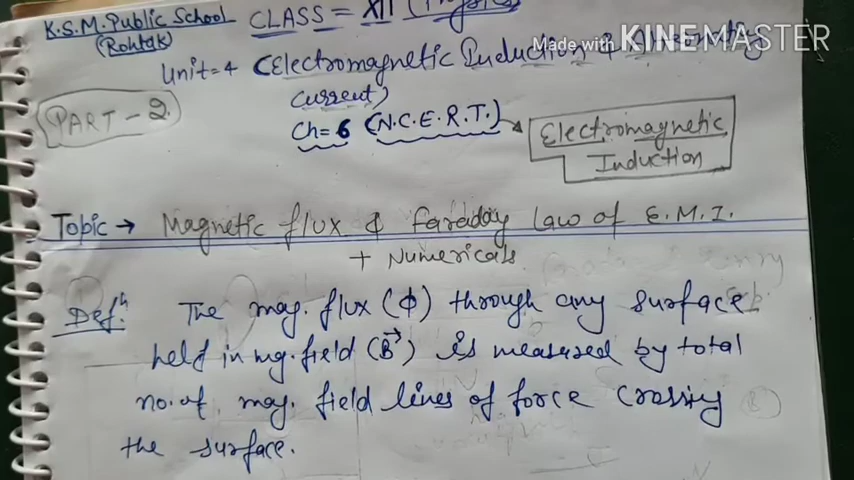 K.S.M. Public School CLASS = XII (Physics)
(Rohtak)
Made with KINEMASTER
Unit = 4 (Electromagnetic Induction & Alternating
Current)
PART - 2
Ch = 6 (N.C.E.R.T.) → Electromagnetic
Induction
Topic → Magnetic flux & Faraday Law of E.M.I.
+ Numericals
Defⁿ. The mag. flux (ϕ) through any surface
held in mg. field (B⃗) is measured by total
no. of mag. field lines of force crossing
the surface.